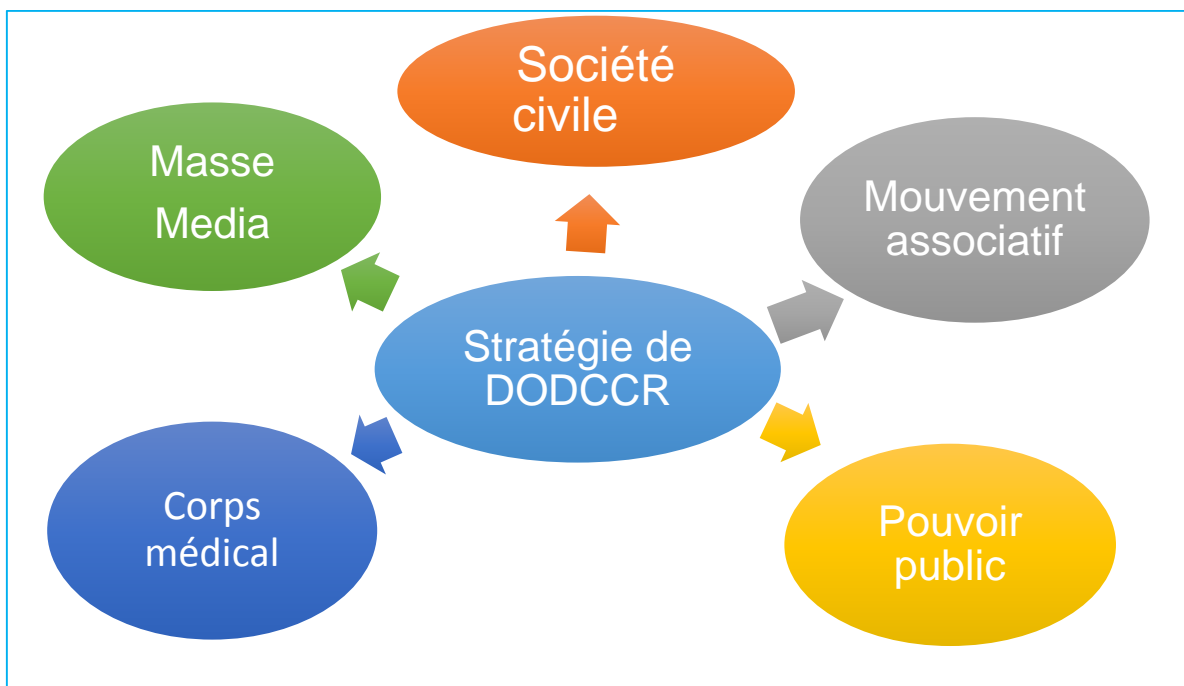 Société
civile
Masse
Media
Mouvement
associatif
Stratégie de
DODCCR
Corps
médical
Pouvoir
public